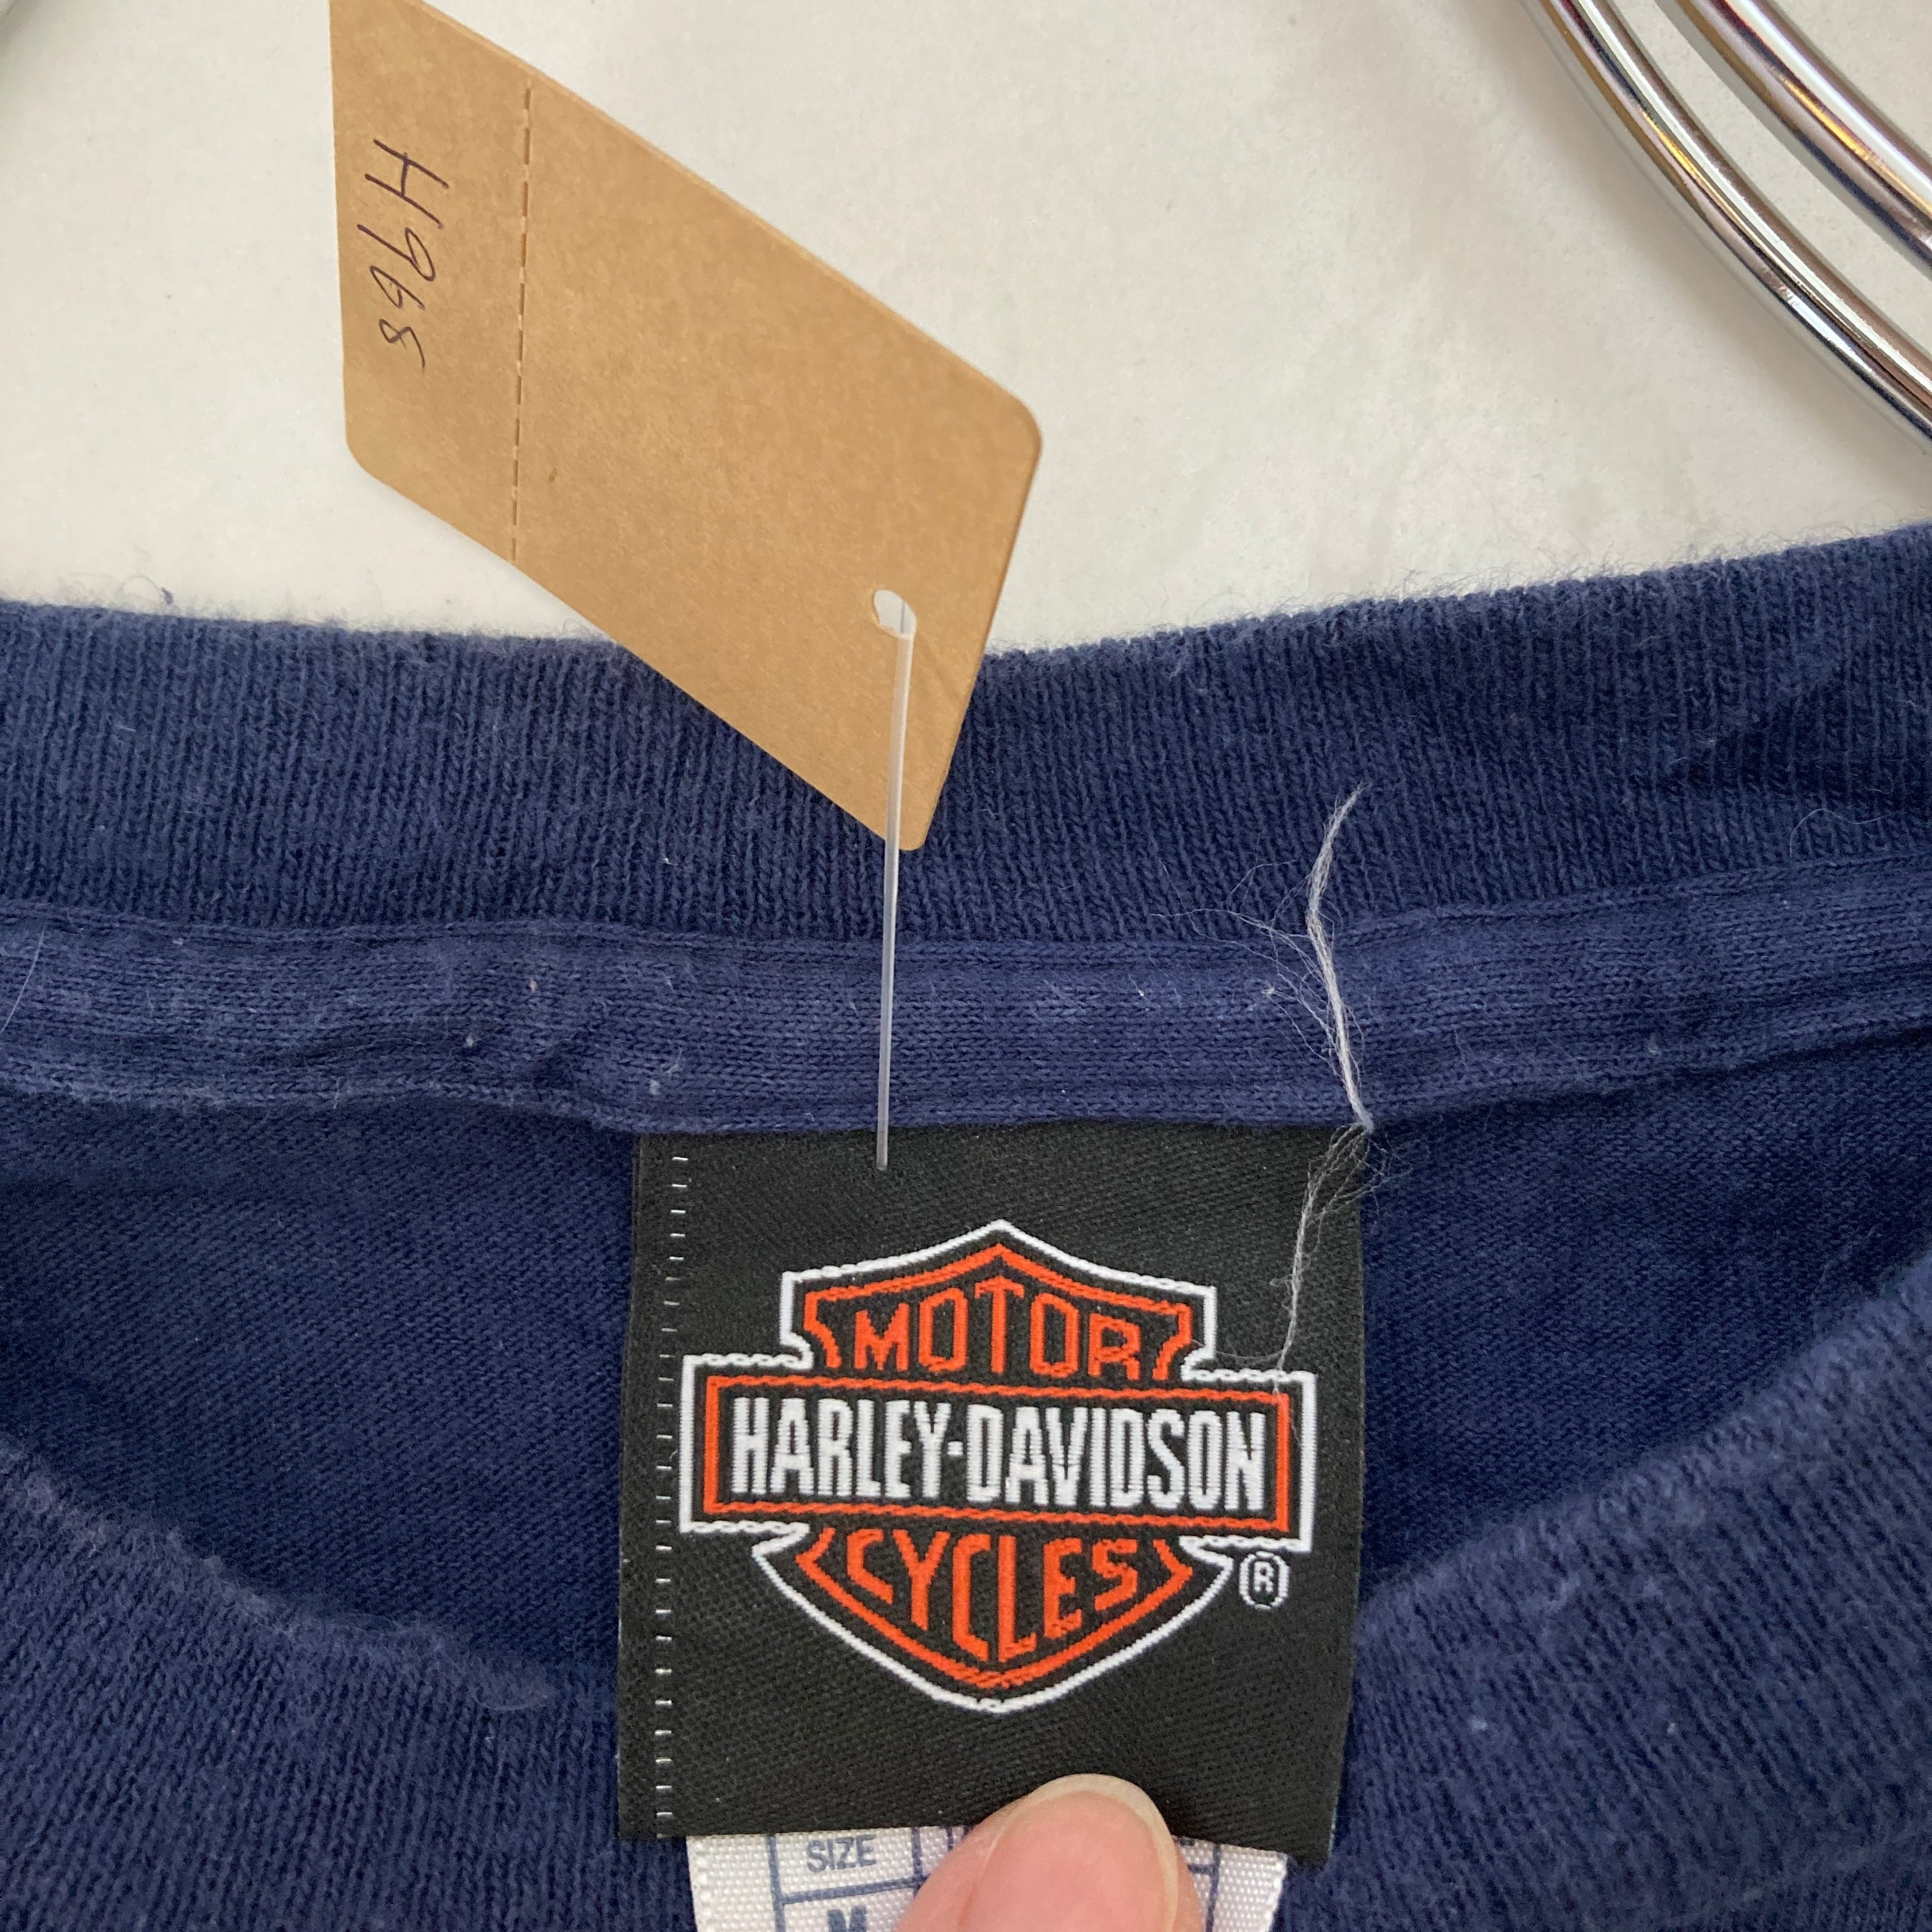 H968
MOTOR
HARLEY-DAVIDSON
CYCLES
®
SIZE
M